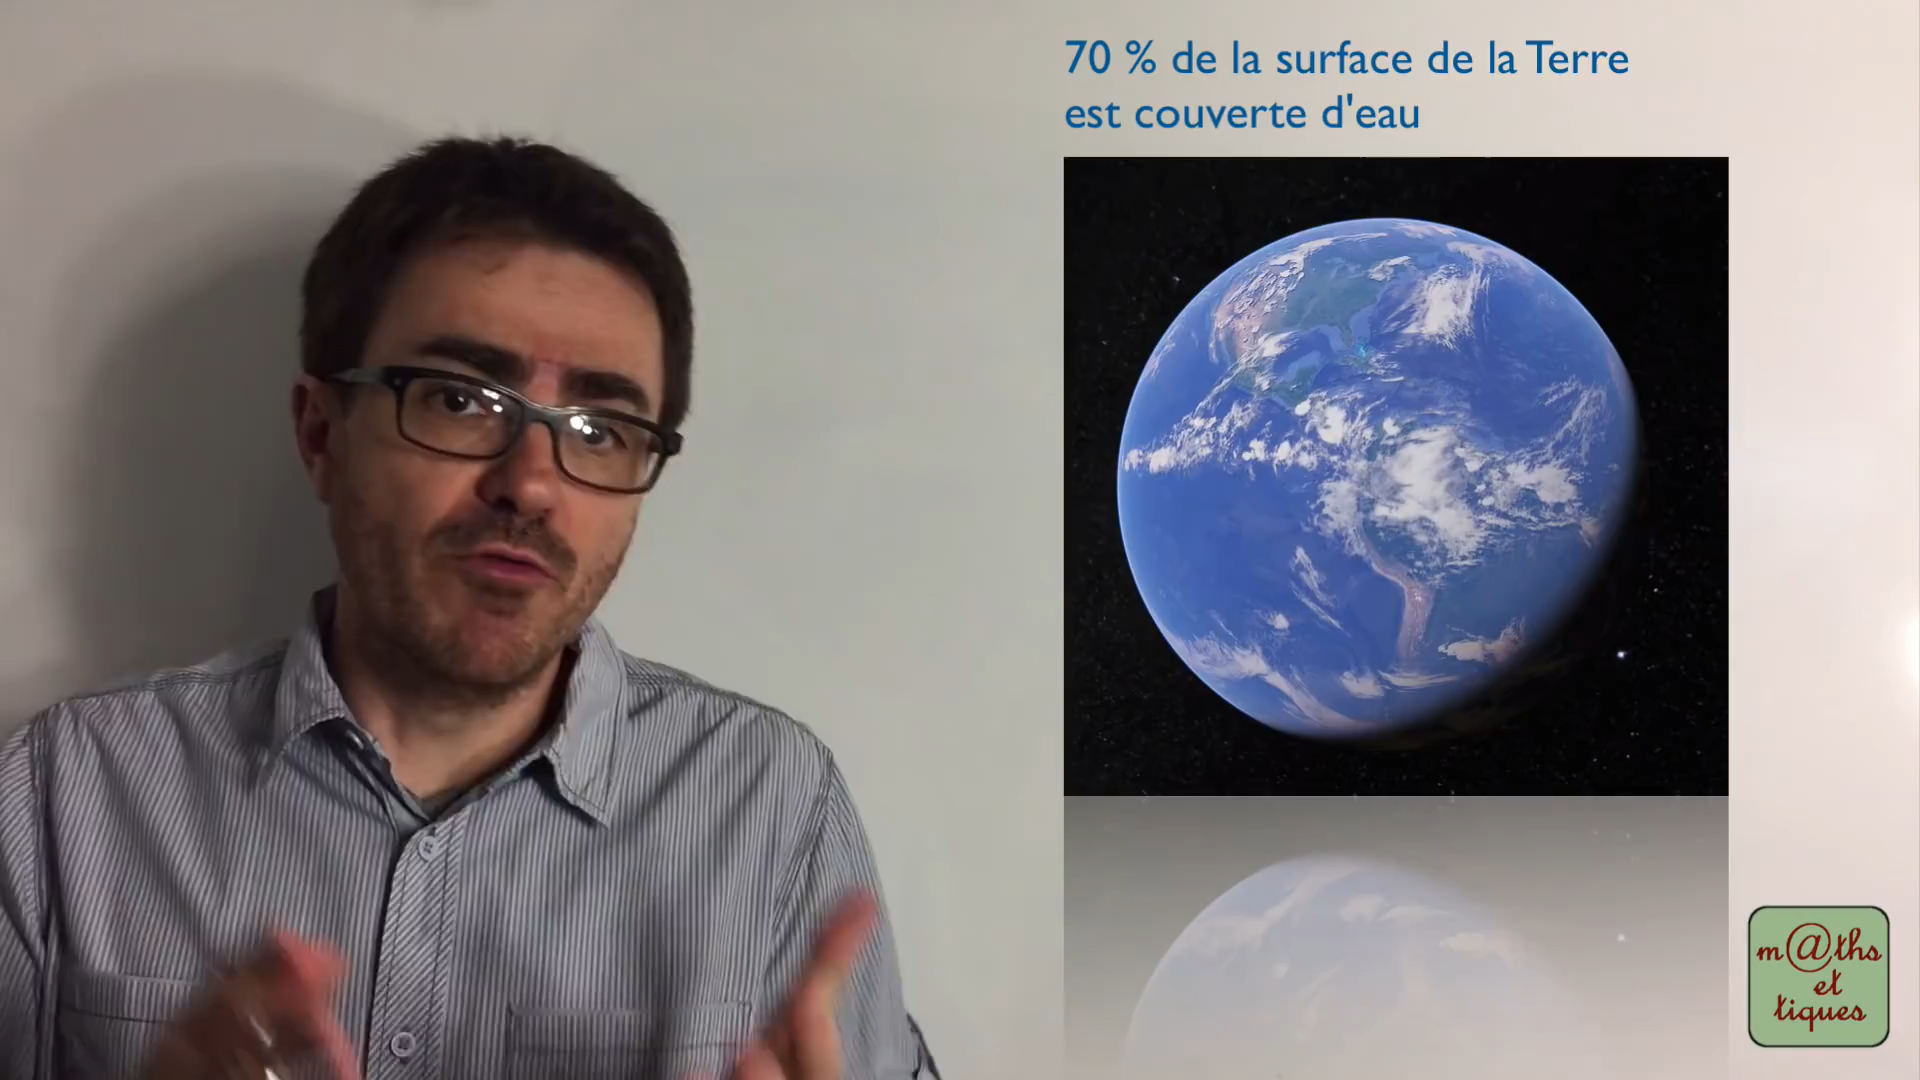 70 % de la surface de la Terre
est couverte d'eau
m@ths
et
tiques